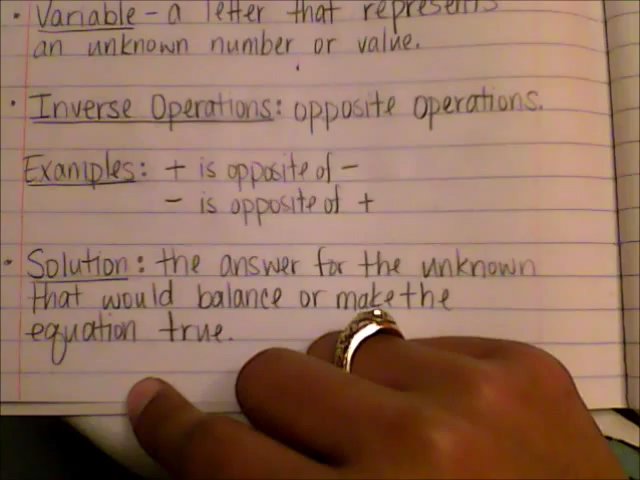 · Variable - a letter that represents
an unknown number or value.
· Inverse Operations: opposite operations.
Examples: + is opposite of -
- is opposite of +
· Solution: the answer for the unknown
that would balance or make the
equation true.